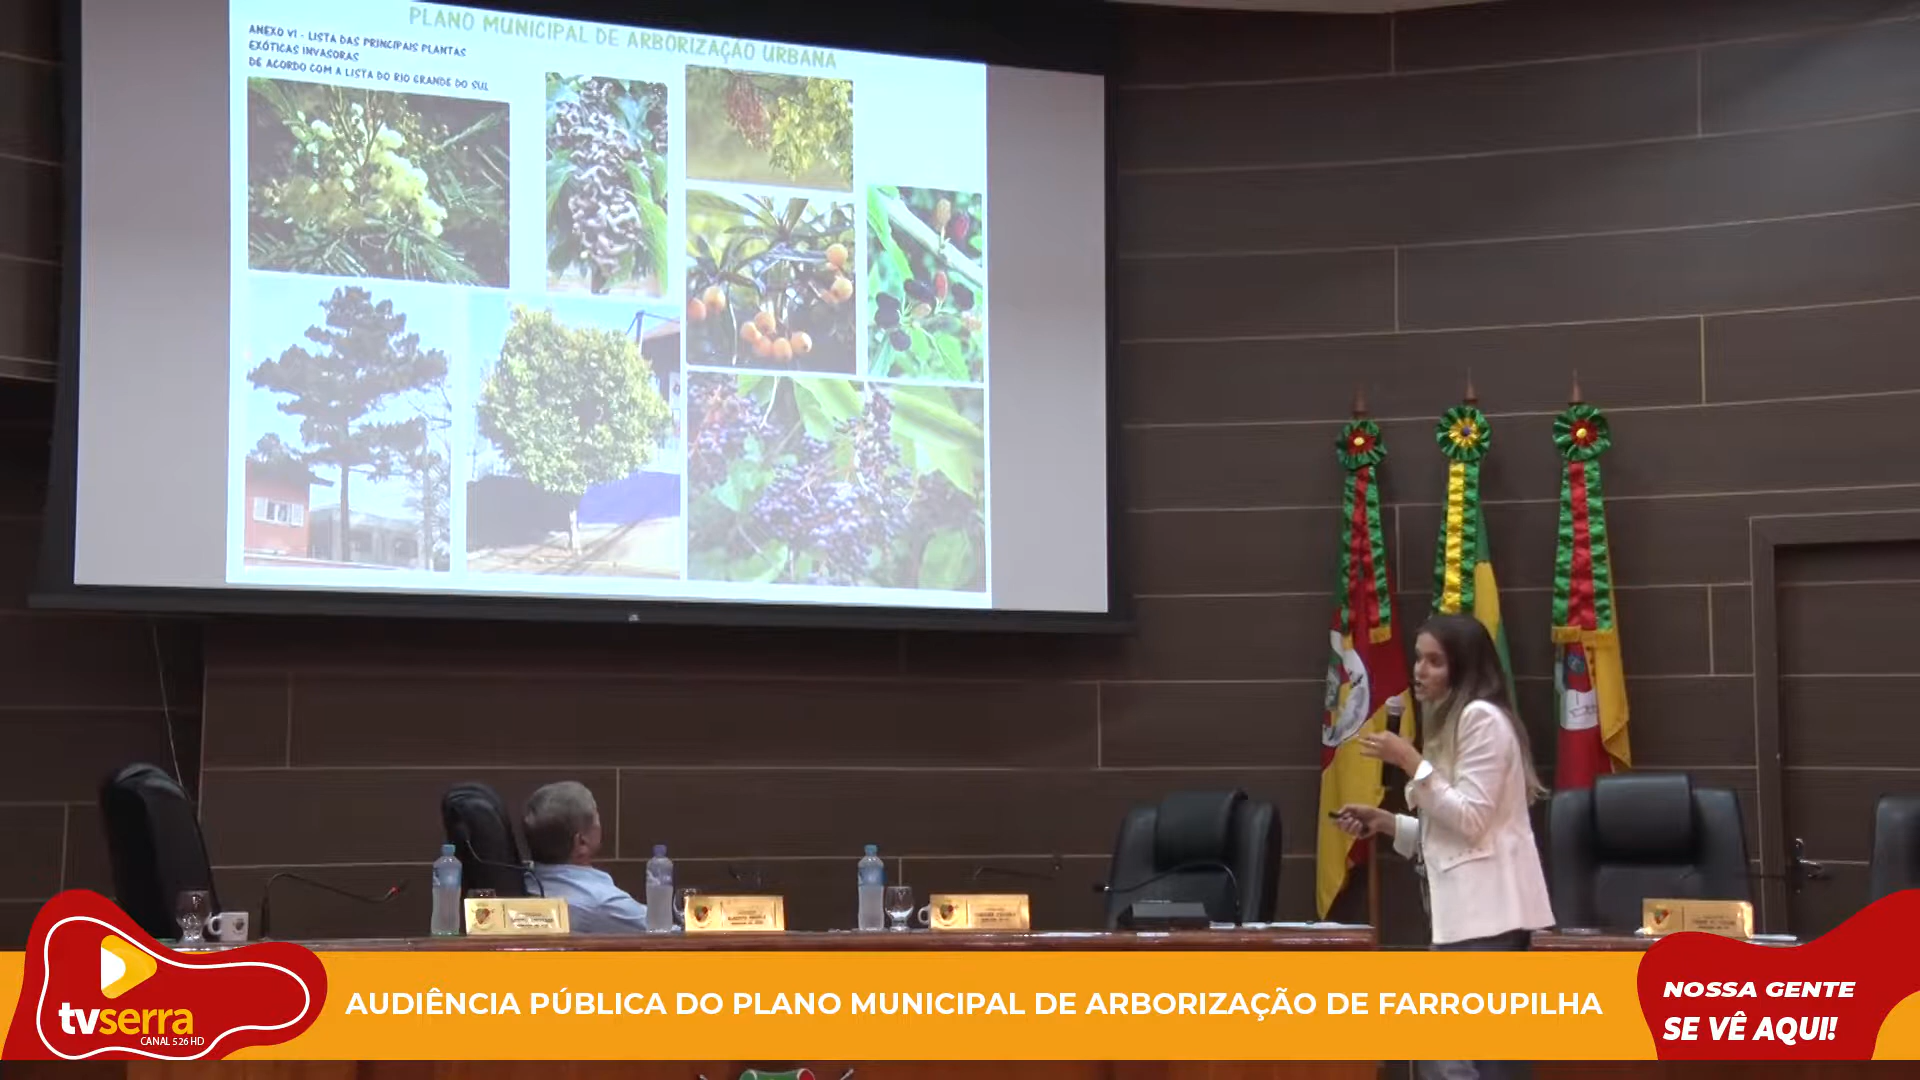 PLANO MUNICIPAL DE ARBORIZAÇÃO URBANA
ANEXO VI - LISTA DAS PRINCIPAIS PLANTAS
EXÓTICAS INVASORAS
DE ACORDO COM A LISTA DO RIO GRANDE DO SUL
AUDIÊNCIA PÚBLICA DO PLANO MUNICIPAL DE ARBORIZAÇÃO DE FARROUPILHA
tvserra
CANAL 526 HD
NOSSA GENTE
SE VÊ AQUI!